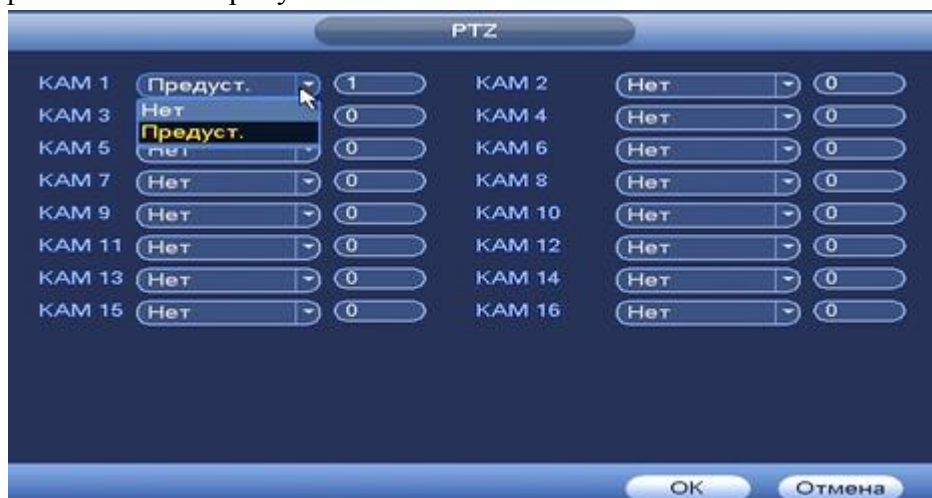 PTZ
КАМ 1 Предуст. 1 КАМ 2 Нет 0
КАМ 3 Нет 0 КАМ 4 Нет 0
Предуст.
КАМ 5 Нет 0 КАМ 6 Нет 0
КАМ 7 Нет 0 КАМ 8 Нет 0
КАМ 9 Нет 0 КАМ 10 Нет 0
КАМ 11 Нет 0 КАМ 12 Нет 0
КАМ 13 Нет 0 КАМ 14 Нет 0
КАМ 15 Нет 0 КАМ 16 Нет 0
ОК Отмена